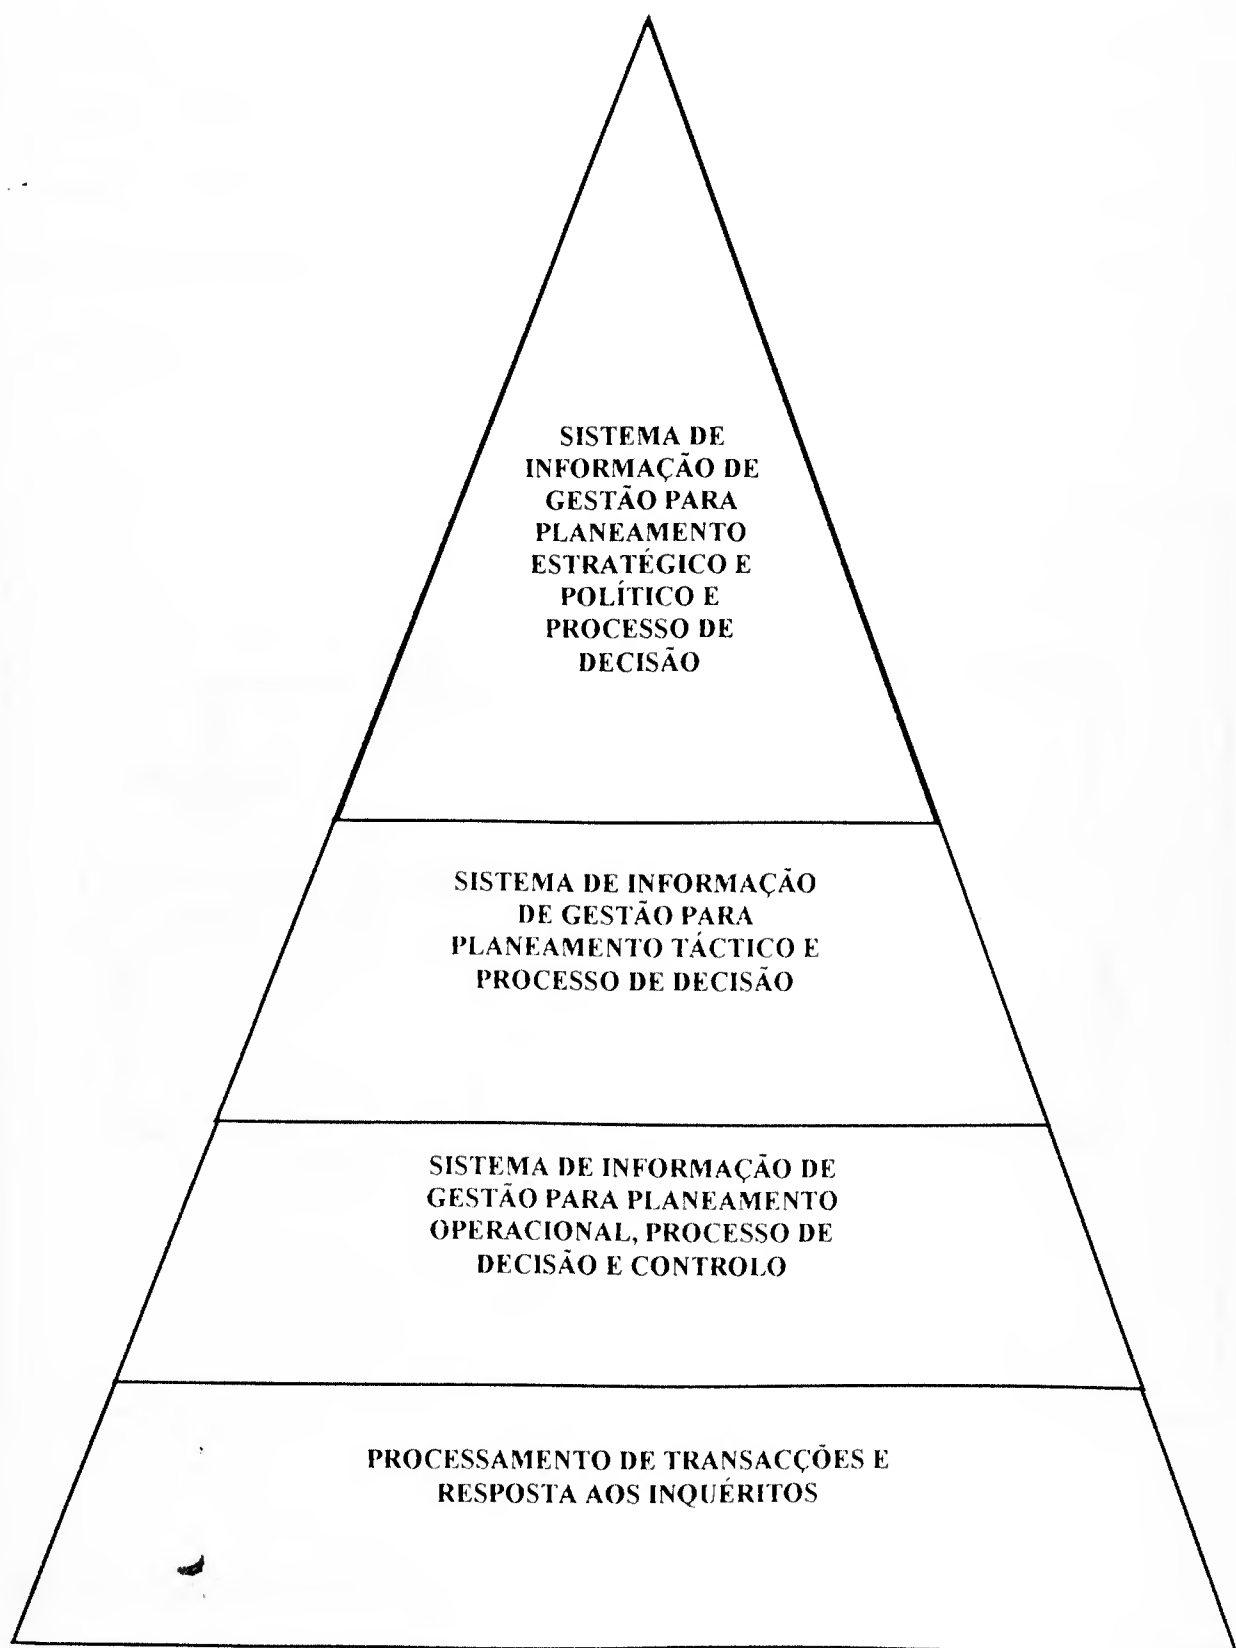 SISTEMA DE
INFORMAÇÃO DE
GESTÃO PARA
PLANEAMENTO
ESTRATÉGICO E
POLÍTICO E
PROCESSO DE
DECISÃO
SISTEMA DE INFORMAÇÃO
DE GESTÃO PARA
PLANEAMENTO TÁCTICO E
PROCESSO DE DECISÃO
SISTEMA DE INFORMAÇÃO DE
GESTÃO PARA PLANEAMENTO
OPERACIONAL, PROCESSO DE
DECISÃO E CONTROLO
PROCESSAMENTO DE TRANSACÇÕES E
RESPOSTA AOS INQUÉRITOS